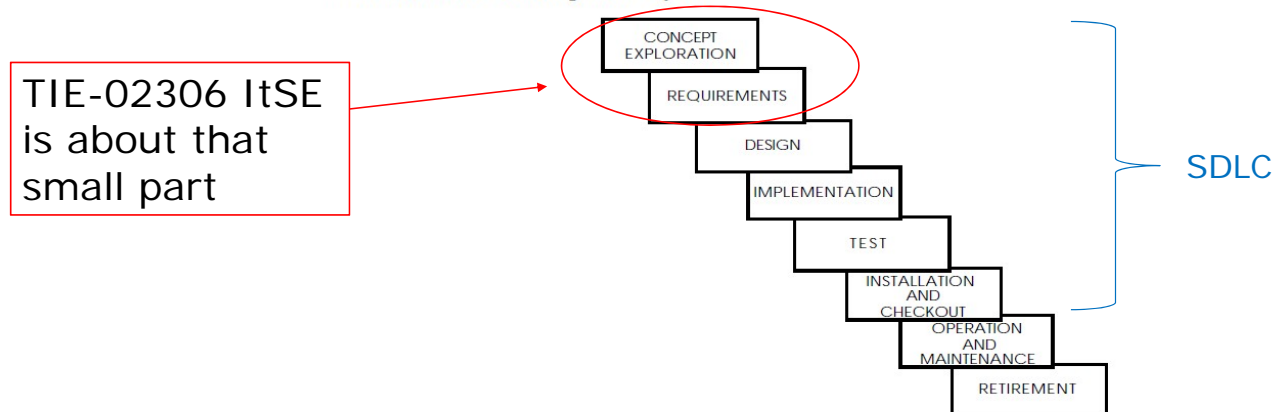 CONCEPT
EXPLORATION
TIE-02306 ItSE
is about that
small part
REQUIREMENTS
DESIGN
SDLC
IMPLEMENTATION
TEST
INSTALLATION
AND
CHECKOUT
OPERATION
AND
MAINTENANCE
RETIREMENT